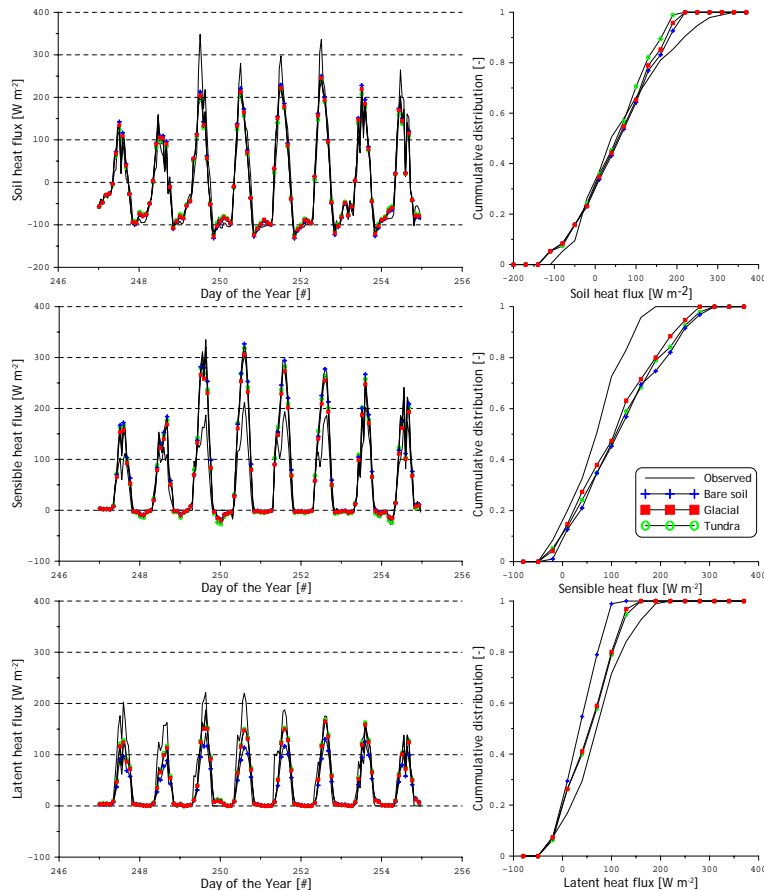 400
300
200
100
0
-100
-200
246 248 250 252 254 256
Day of the Year [#]
Soil heat flux [W m-2]
1
0.8
0.6
0.4
0.2
0
-200 -100 0 100 200 300 400
Soil heat flux [W m-2]
Cummulative distribution [-]
400
300
200
100
0
-100
246 248 250 252 254 256
Day of the Year [#]
Sensible heat flux [W m-2]
1
0.8
0.6
0.4
0.2
0
-100 0 100 200 300 400
Sensible heat flux [W m-2]
Cummulative distribution [-]
Observed
Bare soil
Glacial
Tundra
400
300
200
100
0
-100
246 248 250 252 254 256
Day of the Year [#]
Latent heat flux [W m-2]
1
0.8
0.6
0.4
0.2
0
-100 0 100 200 300 400
Latent heat flux [W m-2]
Cummulative distribution [-]